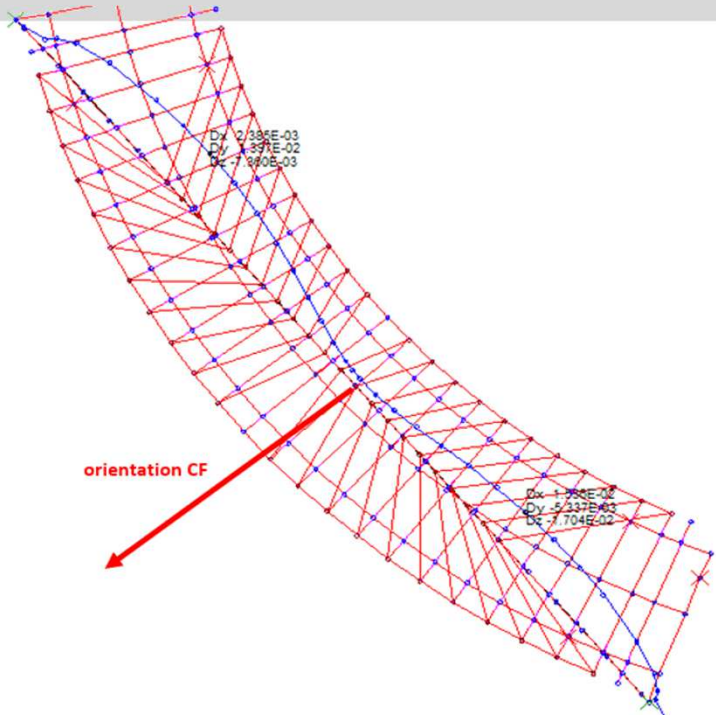 Dx 2.385E-03
Dy
Dz -7.360E-03
orientation CF
Dx
Dy -5.337E-03
Dz -1.704E-02